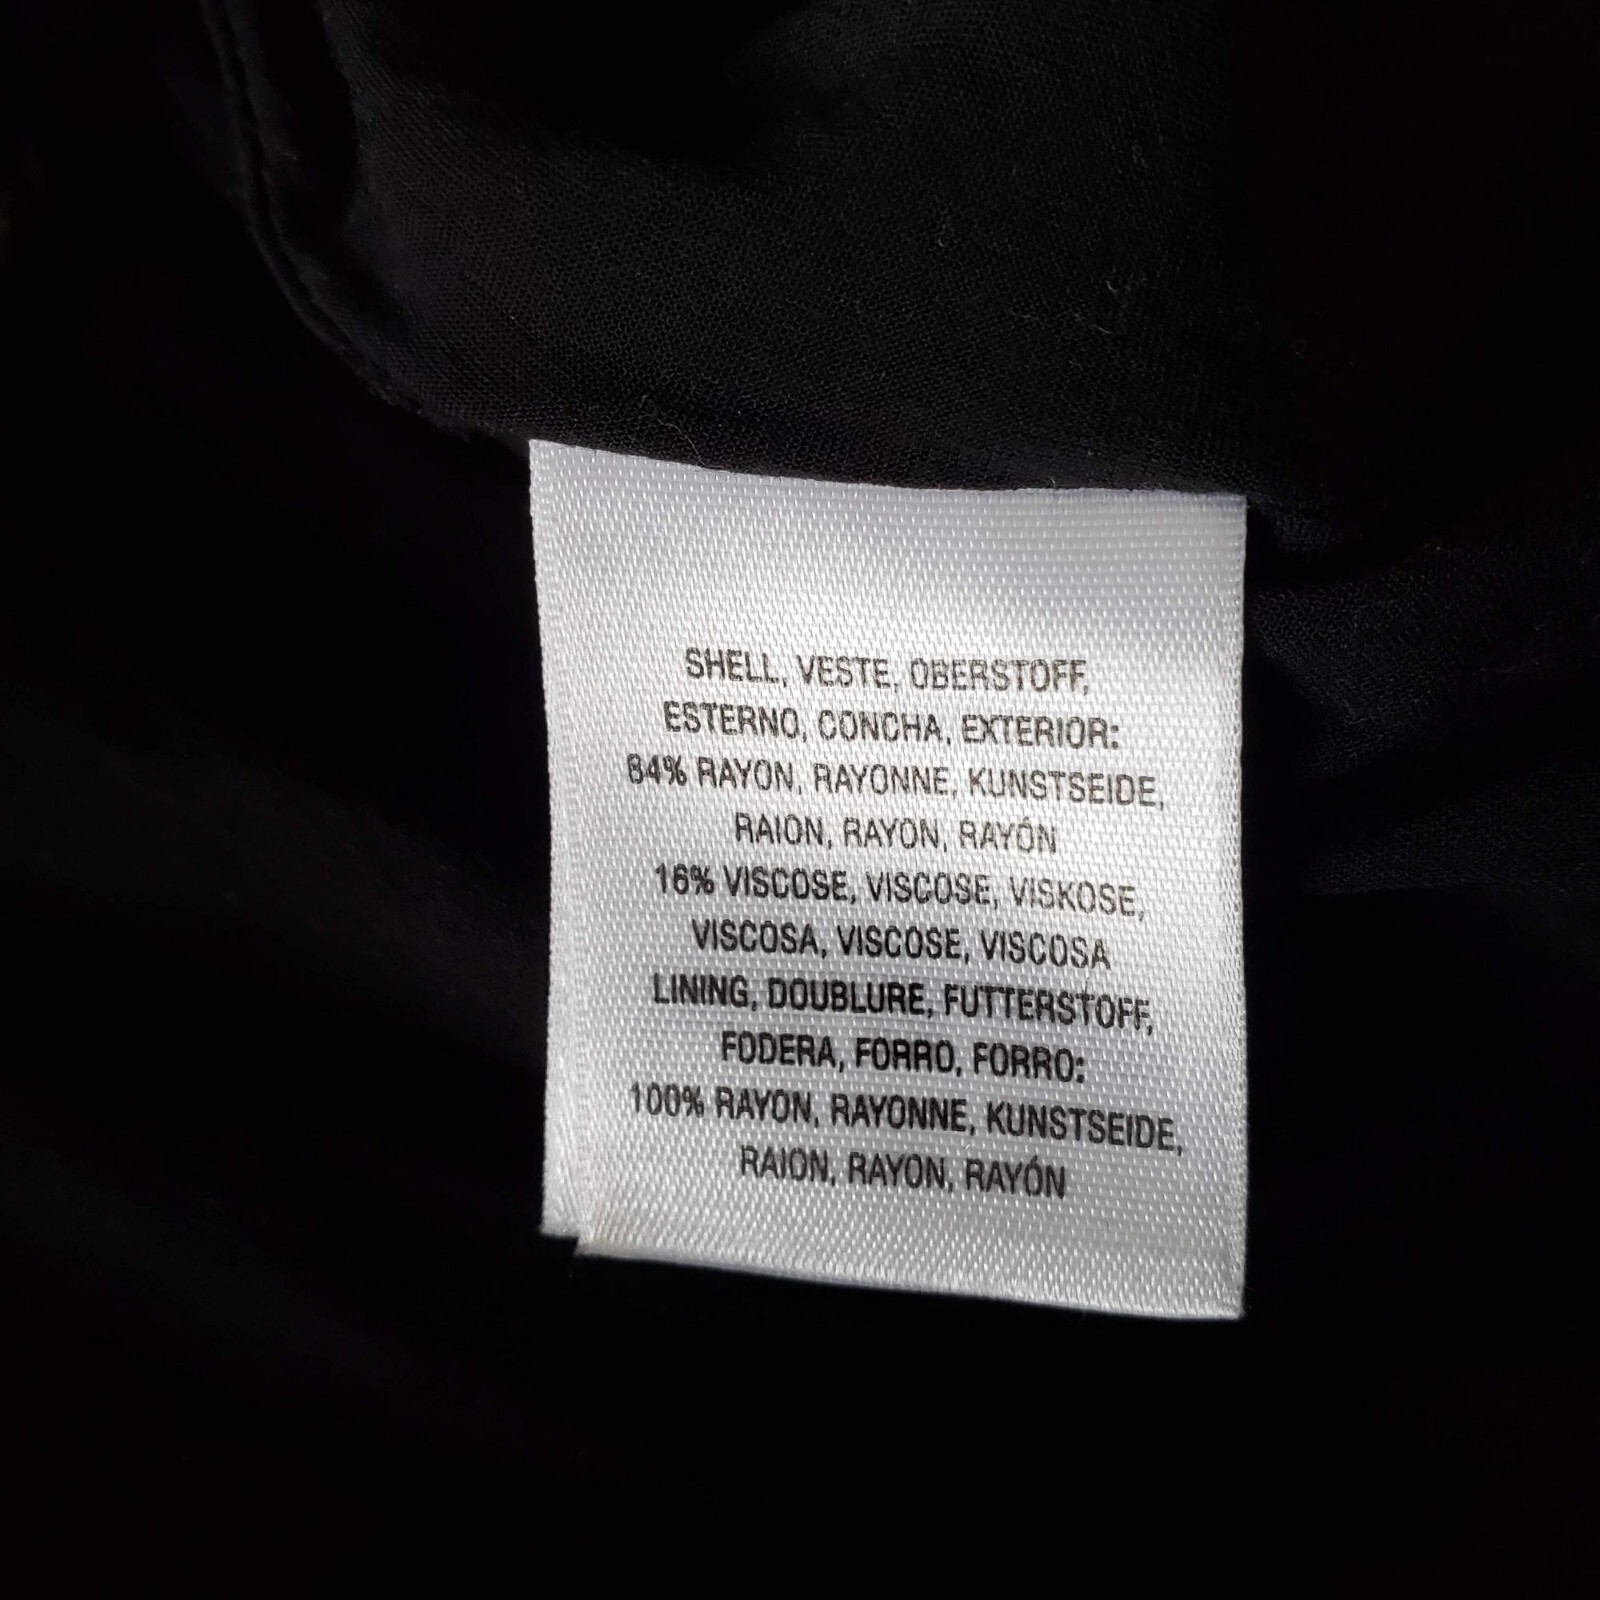 SHELL, VESTE, OBERSTOFF,
ESTERNO, CONCHA, EXTERIOR:
84% RAYON, RAYONNE, KUNSTSEIDE,
RAION, RAYON, RAYÓN
16% VISCOSE, VISCOSE, VISKOSE,
VISCOSA, VISCOSE, VISCOSA
LINING, DOUBLURE, FUTTERSTOFF,
FODERA, FORRO, FORRO:
100% RAYON, RAYONNE, KUNSTSEIDE,
RAION, RAYON, RAYÓN